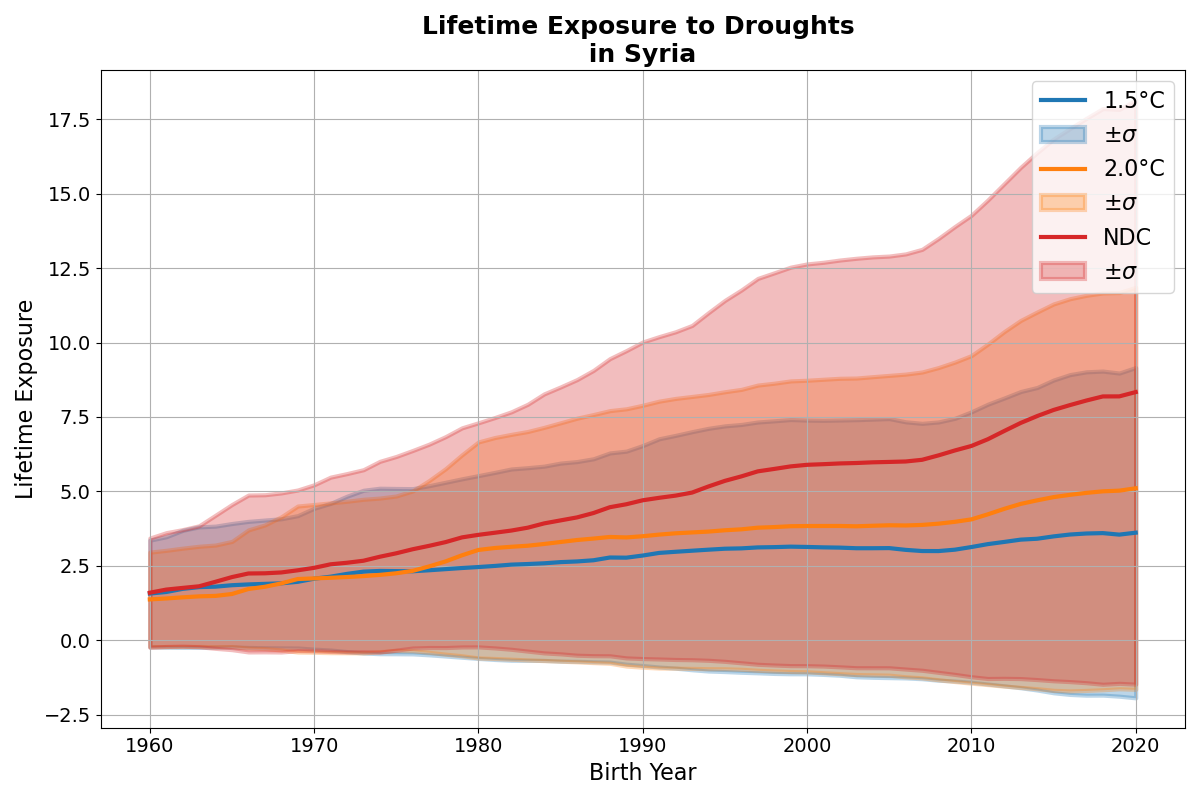 Lifetime Exposure to Droughts
in Syria
1.5°C
±σ
2.0°C
±σ
NDC
±σ
17.5
15.0
12.5
10.0
7.5
5.0
2.5
0.0
−2.5
Lifetime Exposure
1960 1970 1980 1990 2000 2010 2020
Birth Year